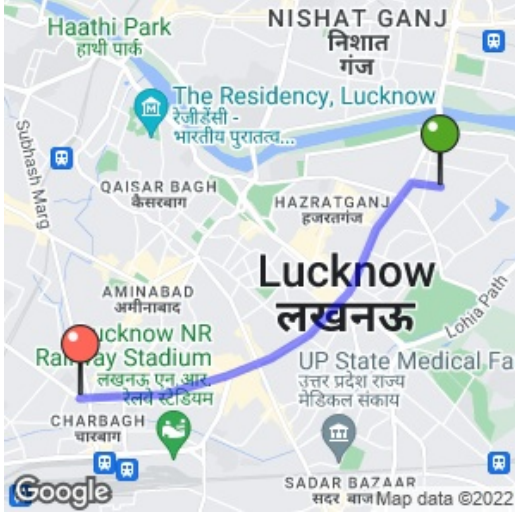 NISHAT GANJ
निशात
गंज
Haathi Park
हाथी पार्क
The Residency, Lucknow
रेजीडेंसी -
भारतीय पुरातत्व...
Subhash Marg
QAISAR BAGH
कैसरबाग
HAZRATGANJ
हजरतगंज
Lucknow
लखनऊ
AMINABAD
अमीनाबाद
Lohia Path
ucknow NR
Railway Stadium
लखनऊ एन.आर.
रेलवे स्टेडियम
UP State Medical Fa
उत्तर प्रदेश राज्य
मेडिकल संकाय
CHARBAGH
चारबाग
SADAR BAZAAR
सदर बाज
Google
Map data ©2022